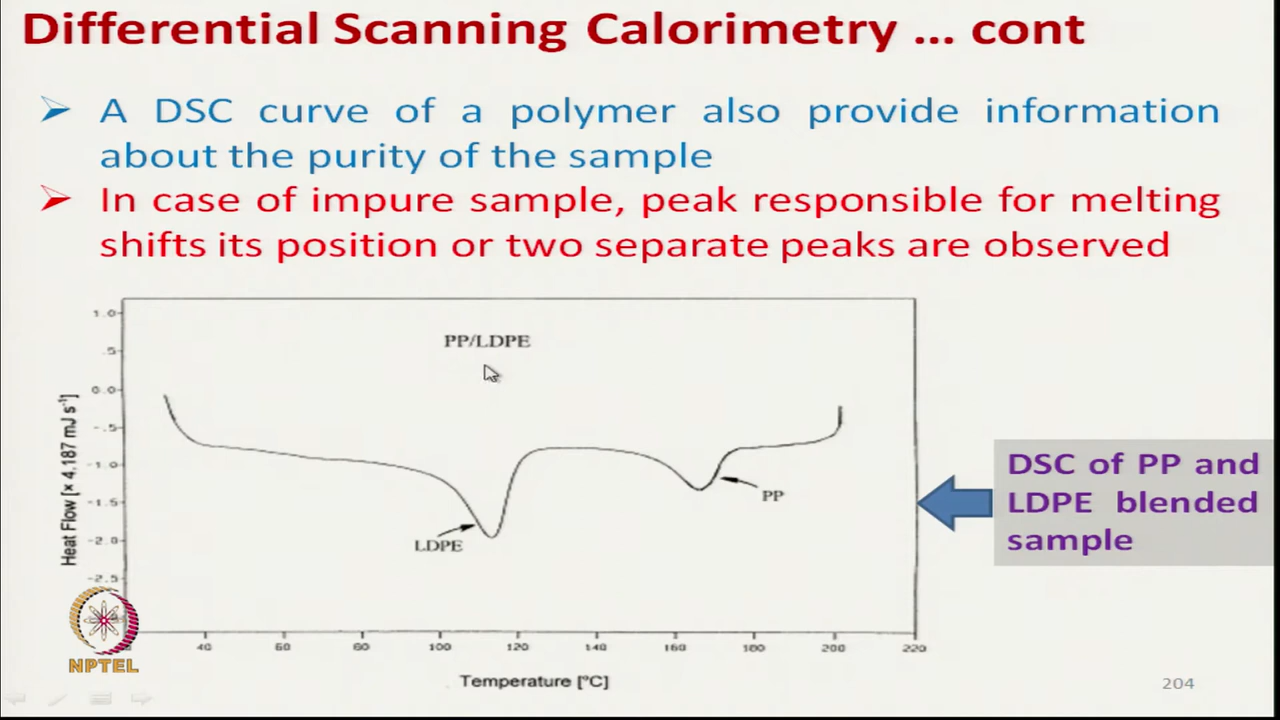 Differential Scanning Calorimetry ... cont
➢ A DSC curve of a polymer also provide information
about the purity of the sample
➢ In case of impure sample, peak responsible for melting
shifts its position or two separate peaks are observed
1.0
.5
0.0
-.5
-1.0
-1.5
-2.0
-2.5
Heat Flow [x 4.187 mJ s⁻¹]
PP/LDPE
LDPE
PP
40 60 80 100 120 140 160 180 200 220
Temperature [°C]
DSC of PP and
LDPE blended
sample
NPTEL
204